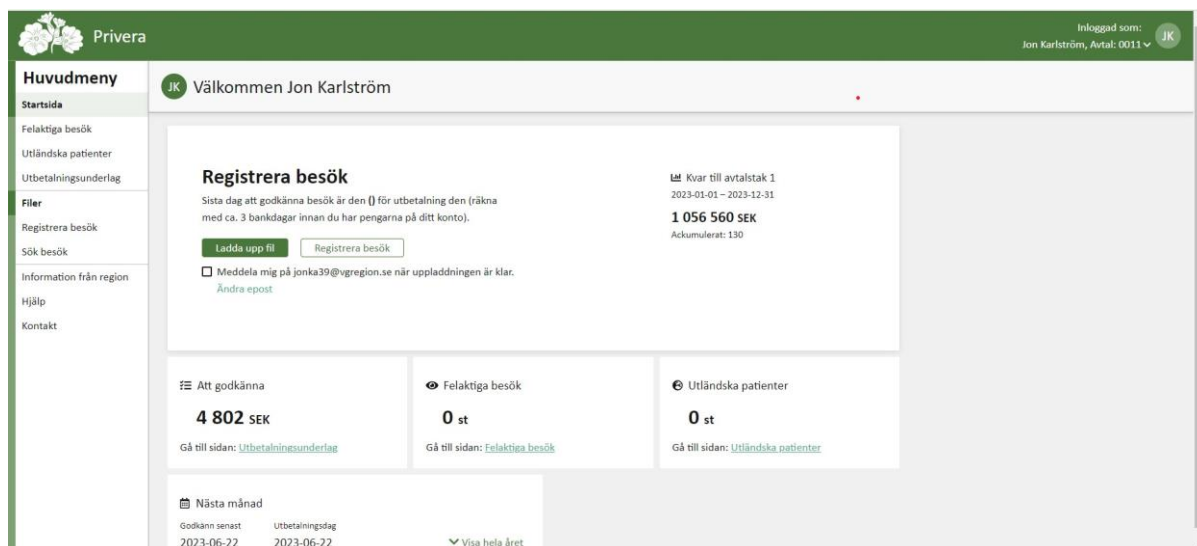 Privera
Inloggad som:
Jon Karlström, Avtal: 0011
JK
Huvudmeny
Startsida
Felaktiga besök
Utländska patienter
Utbetalningsunderlag
Filer
Registrera besök
Sök besök
Information från region
Hjälp
Kontakt
JK Välkommen Jon Karlström
Registrera besök
Sista dag att godkänna besök är den () för utbetalning den (räkna
med ca. 3 bankdagar innan du har pengarna på ditt konto).
Ladda upp fil Registrera besök
Meddela mig på jonka39@vgregion.se när uppladdningen är klar.
Ändra epost
Kvar till avtalstak 1
2023-01-01 – 2023-12-31
1 056 560 SEK
Ackumulerat: 130
Att godkänna
4 802 SEK
Gå till sidan: Utbetalningsunderlag
Felaktiga besök
0 st
Gå till sidan: Felaktiga besök
Utländska patienter
0 st
Gå till sidan: Utländska patienter
Nästa månad
Godkänn senast Utbetalningsdag
2023-06-22 2023-06-22 Visa hela året